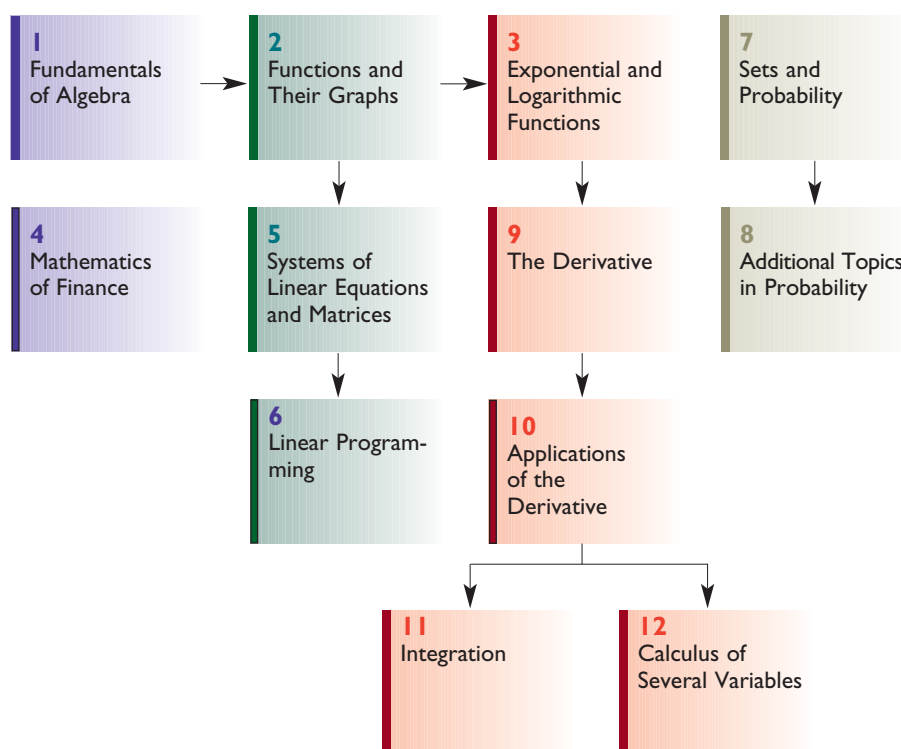 1
Fundamentals
of Algebra
2
Functions and
Their Graphs
3
Exponential and
Logarithmic
Functions
7
Sets and
Probability
4
Mathematics
of Finance
5
Systems of
Linear Equations
and Matrices
9
The Derivative
8
Additional Topics
in Probability
6
Linear Program-
ming
10
Applications
of the
Derivative
11
Integration
12
Calculus of
Several Variables